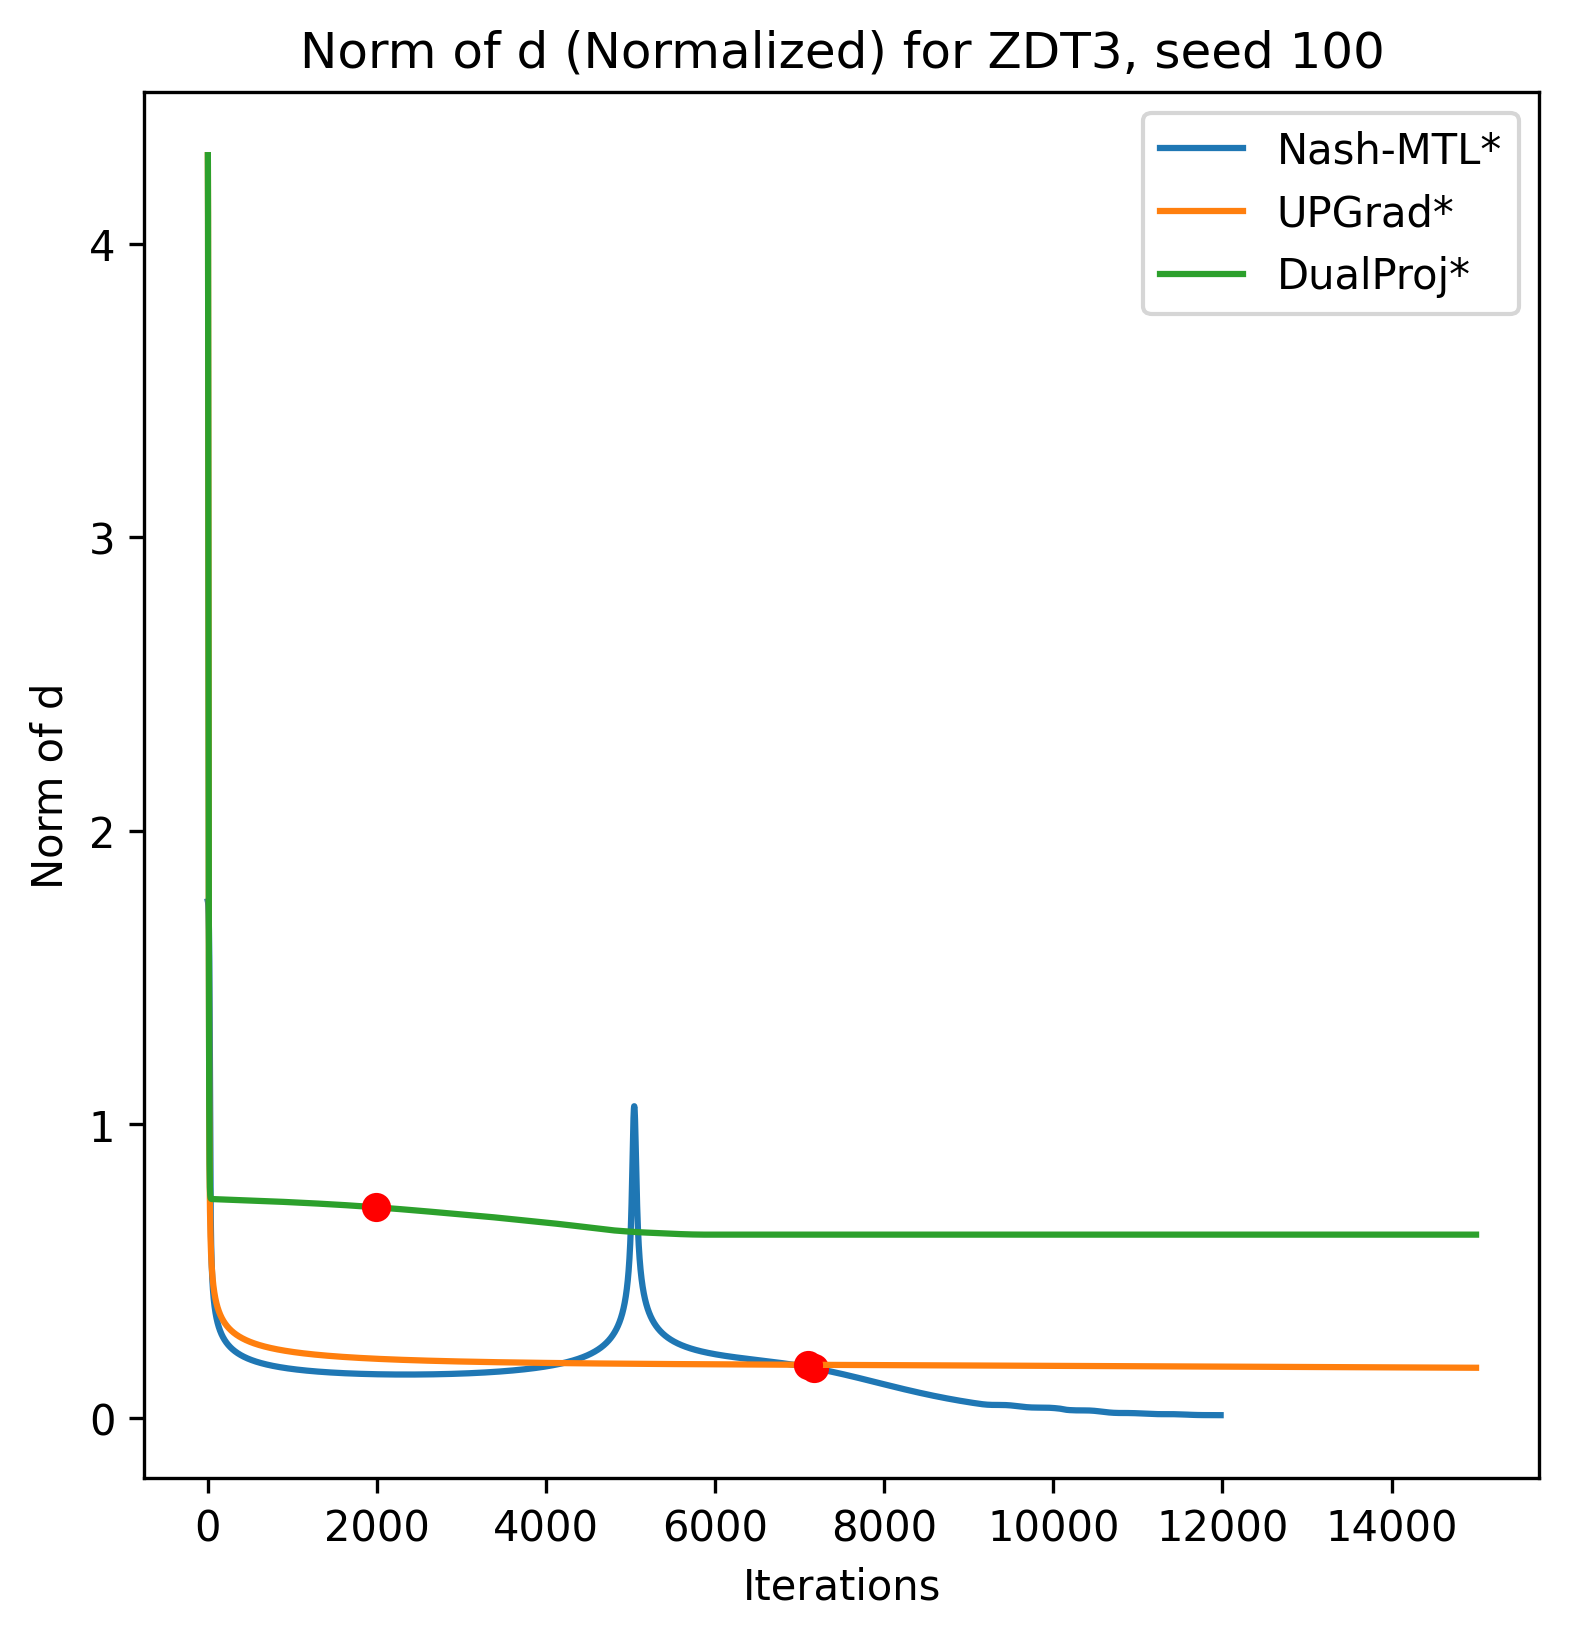 Norm of d (Normalized) for ZDT3, seed 100
Nash-MTL*
UPGrad*
DualProj*
Norm of d
4
3
2
1
0
0 2000 4000 6000 8000 10000 12000 14000
Iterations